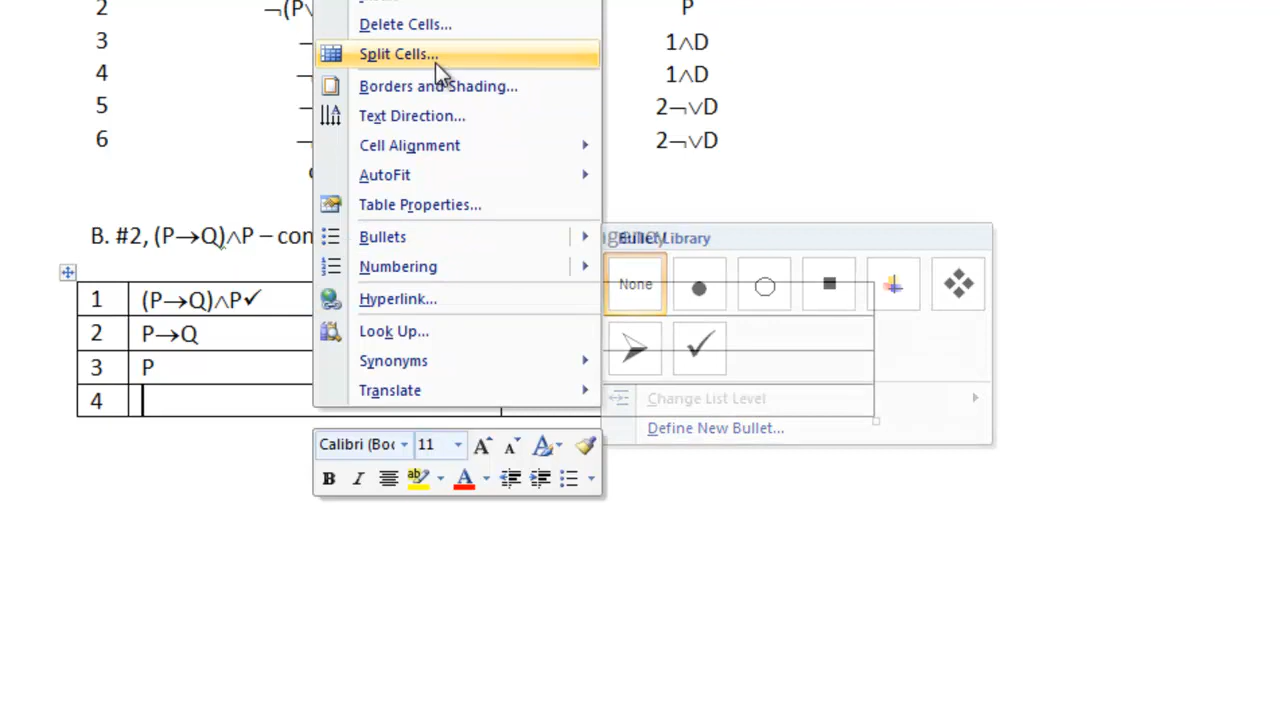 2 ¬(P P
Delete Cells...
3 ¬ 1∧D
Split Cells...
4 ¬ 1∧D
Borders and Shading...
5 ¬ 2¬∨D
Text Direction...
6 ¬ 2¬∨D
Cell Alignment
AutoFit
Table Properties...
B. #2, (P→Q)∧P – con
Bullets
Bullet Library
Numbering
None
1 (P→Q)∧P✓
Hyperlink...
2 P→Q
Look Up...
3 P
Synonyms
4
Translate
Change List Level
Define New Bullet...
Calibri (Boc 11 A A A
B I ab A